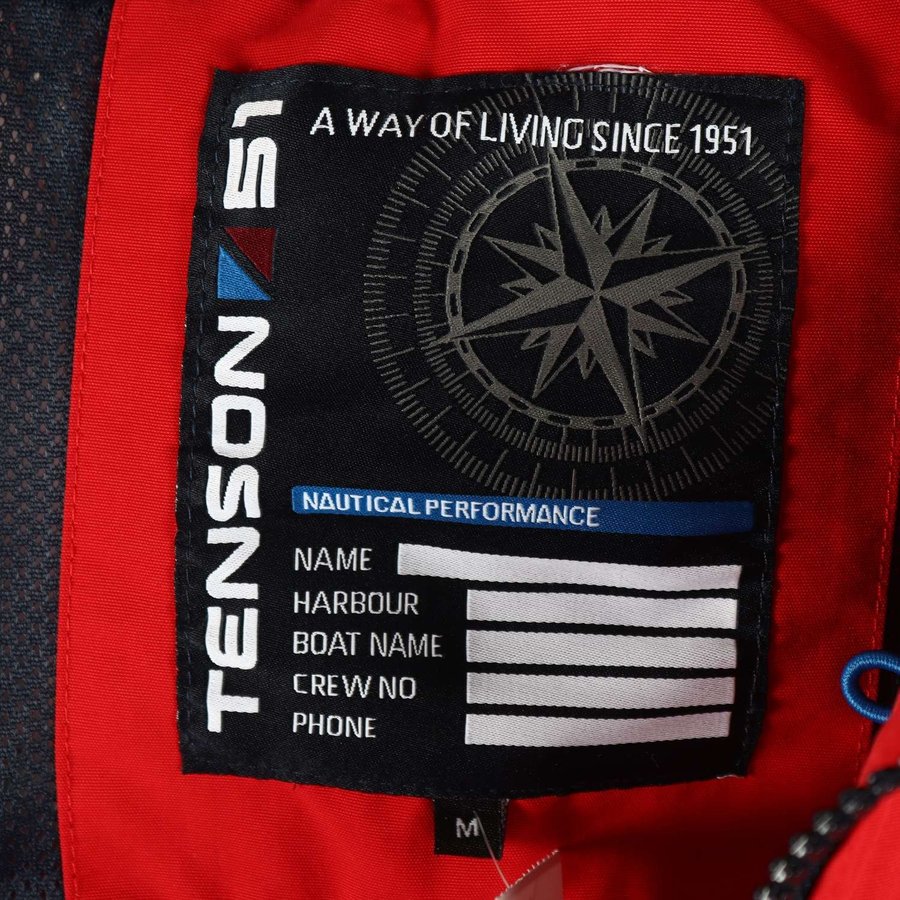 A WAY OF LIVING SINCE 1951
TENSON 51
NAUTICAL PERFORMANCE
NAME
HARBOUR
BOAT NAME
CREW NO
PHONE
M